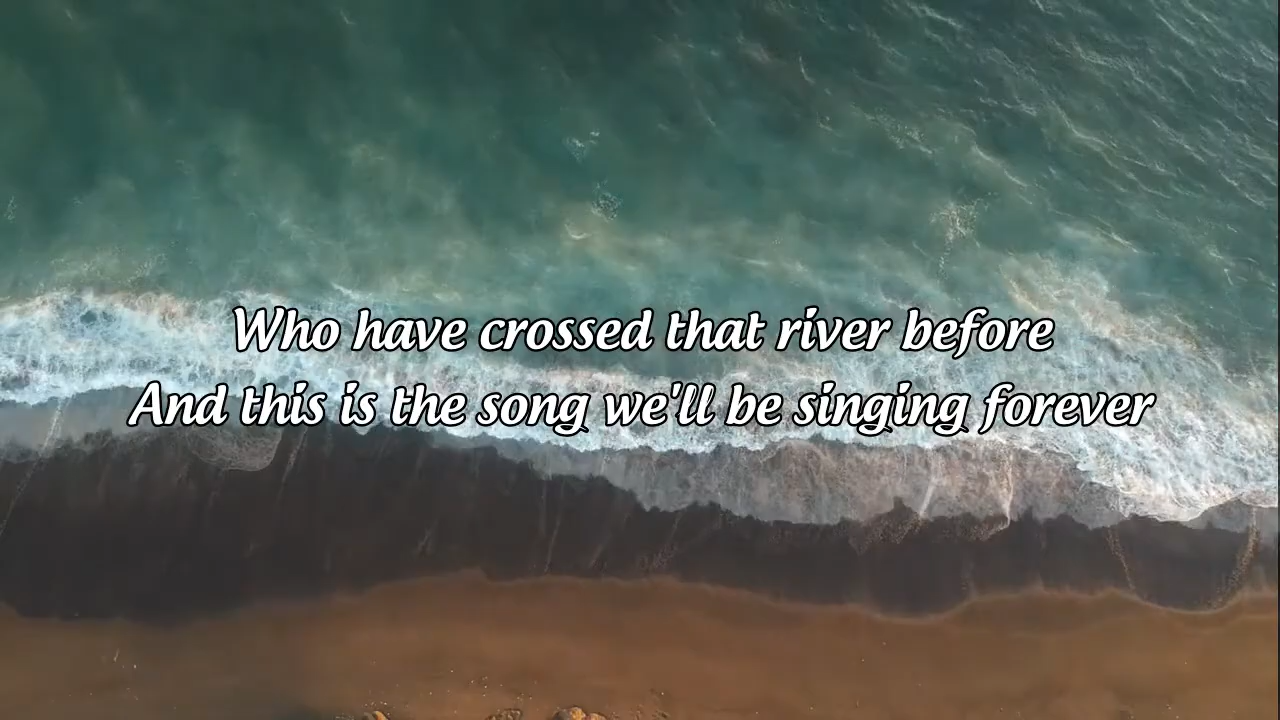 Who have crossed that river before
And this is the song we'll be singing forever